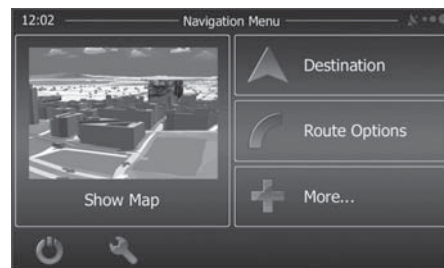 12:02
Navigation Menu
Destination
Route Options
Show Map
More...